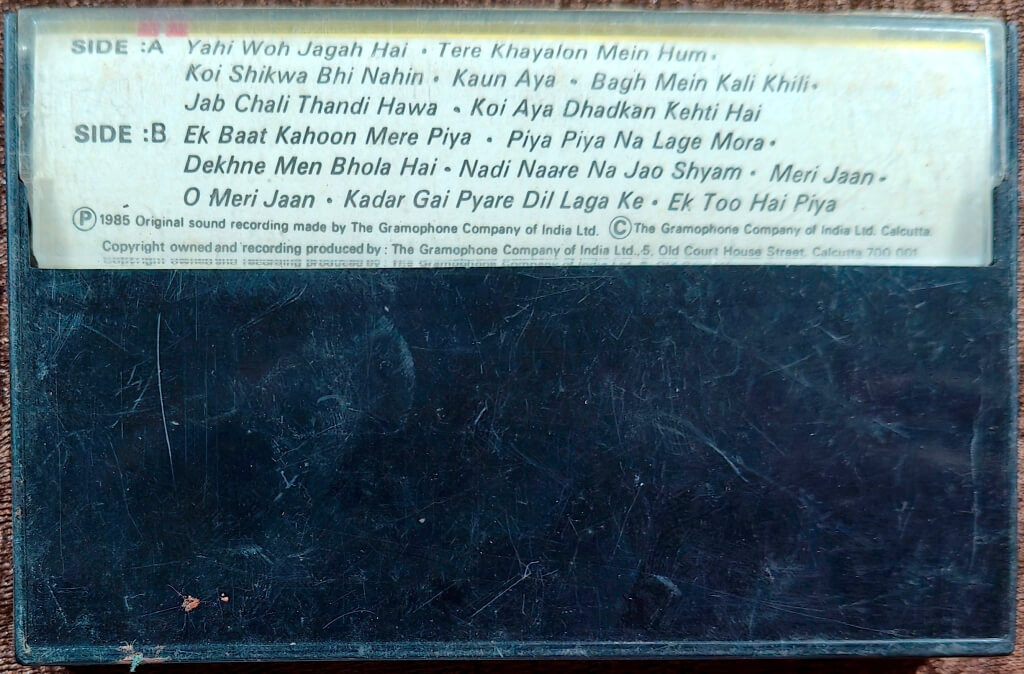 SIDE :A Yahi Woh Jagah Hai • Tere Khayalon Mein Hum •
Koi Shikwa Bhi Nahin • Kaun Aya • Bagh Mein Kali Khili •
Jab Chali Thandi Hawa • Koi Aya Dhadkan Kehti Hai
SIDE :B Ek Baat Kahoon Mere Piya • Piya Piya Na Lage Mora •
Dekhne Men Bhola Hai • Nadi Naare Na Jao Shyam • Meri Jaan •
O Meri Jaan • Kadar Gai Pyare Dil Laga Ke • Ek Too Hai Piya
Ⓟ 1985 Original sound recording made by The Gramophone Company of India Ltd. © The Gramophone Company of India Ltd. Calcutta.
Copyright owned and recording produced by : The Gramophone Company of India Ltd.,5, Old Court House Street, Calcutta 700 001